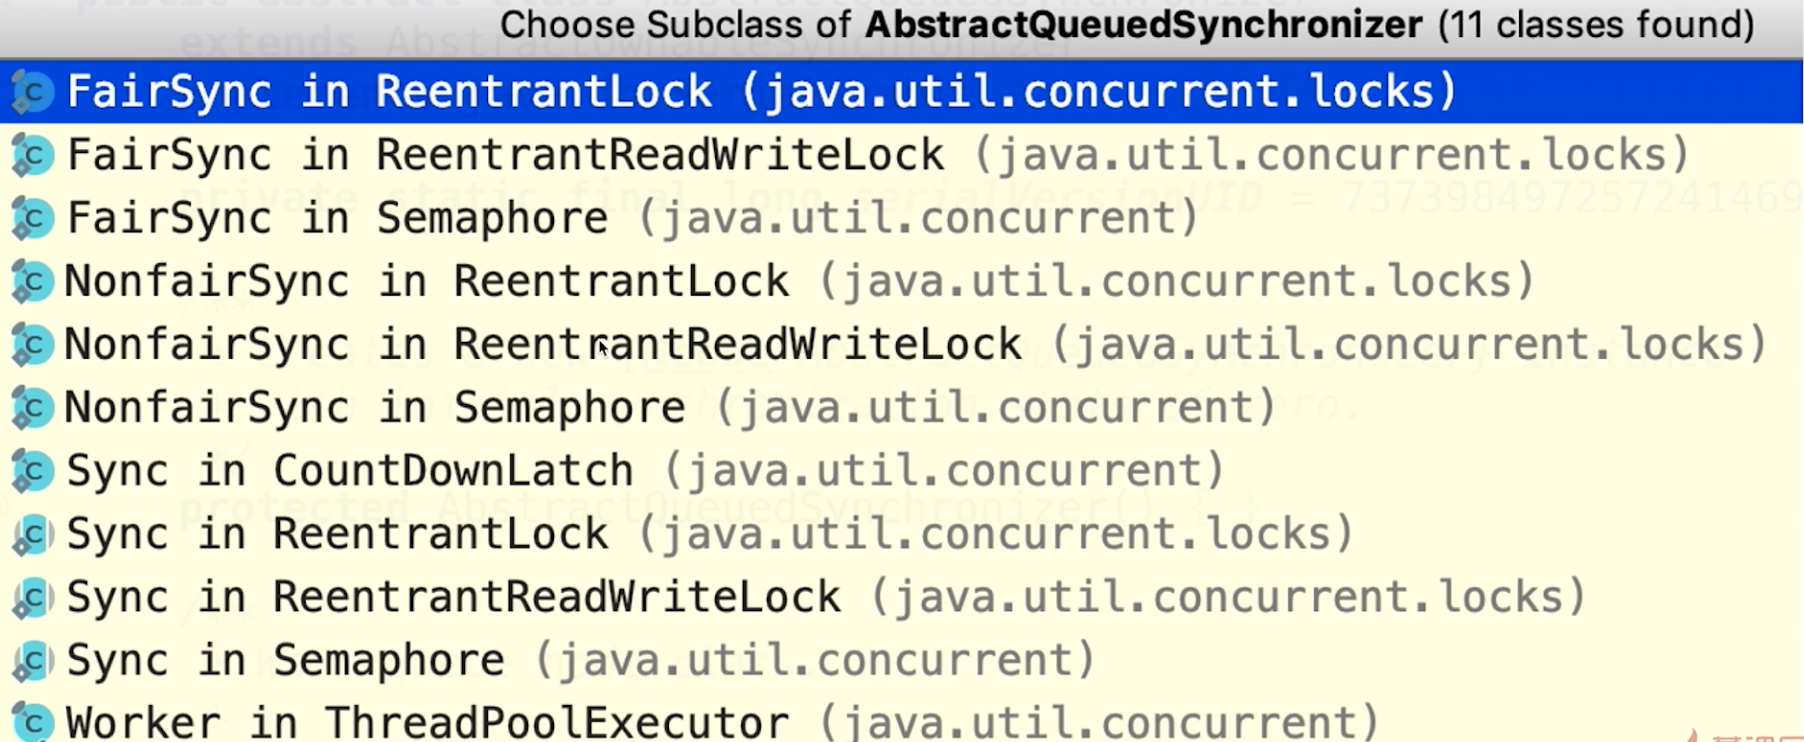 Choose Subclass of AbstractQueuedSynchronizer (11 classes found)
FairSync in ReentrantLock (java.util.concurrent.locks)
FairSync in ReentrantReadWriteLock (java.util.concurrent.locks)
FairSync in Semaphore (java.util.concurrent)
NonfairSync in ReentrantLock (java.util.concurrent.locks)
NonfairSync in ReentrantReadWriteLock (java.util.concurrent.locks)
NonfairSync in Semaphore (java.util.concurrent)
Sync in CountDownLatch (java.util.concurrent)
Sync in ReentrantLock (java.util.concurrent.locks)
Sync in ReentrantReadWriteLock (java.util.concurrent.locks)
Sync in Semaphore (java.util.concurrent)
Worker in ThreadPoolExecutor (java.util.concurrent)